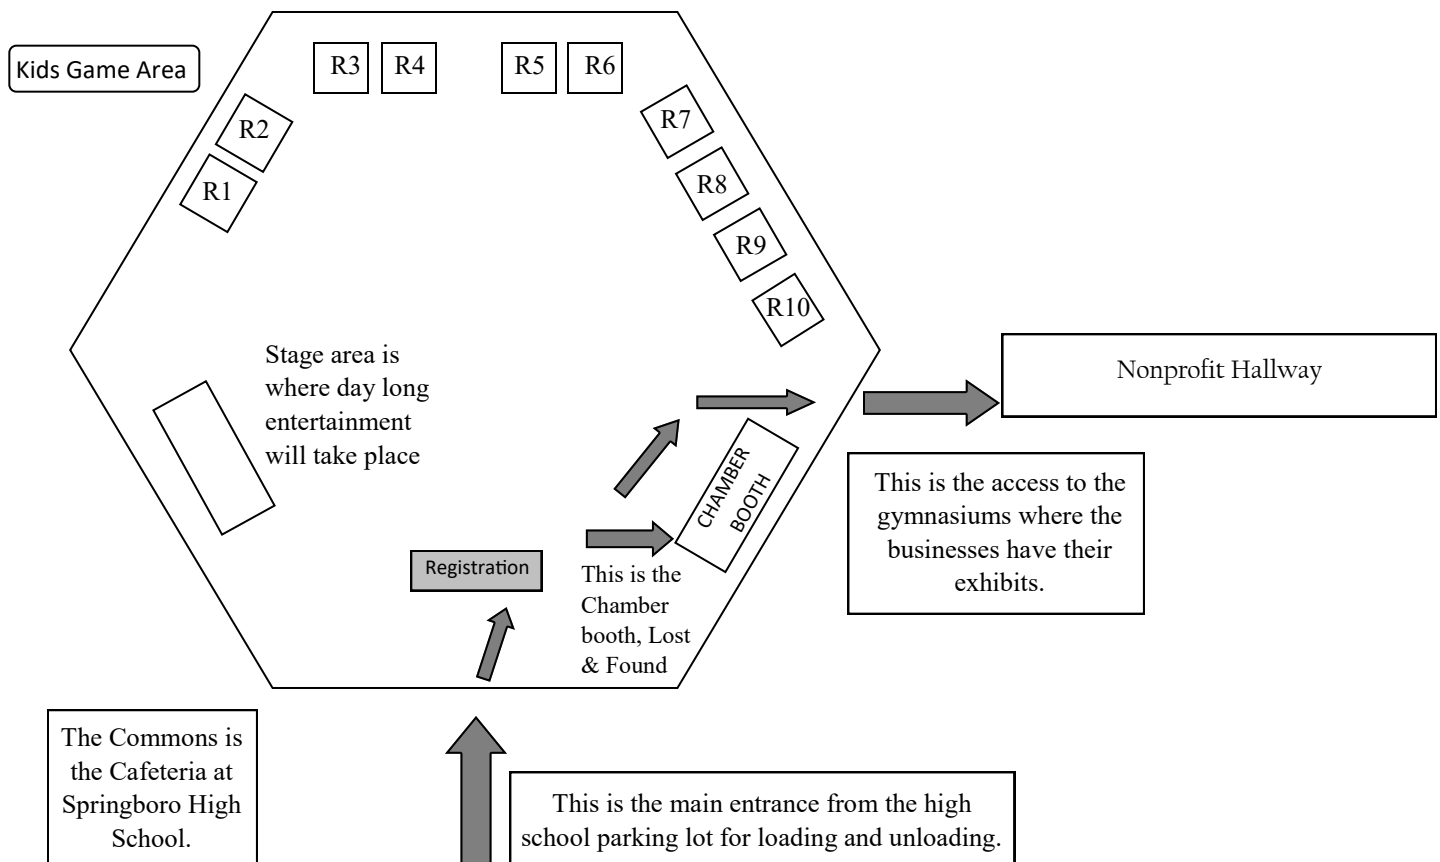 Kids Game Area
R3
R4
R5
R6
R2
R1
R7
R8
R9
R10
Stage area is
where day long
entertainment
will take place
Nonprofit Hallway
CHAMBER
BOOTH
This is the access to the
gymnasiums where the
businesses have their
exhibits.
Registration
This is the
Chamber
booth, Lost
& Found
The Commons is
the Cafeteria at
Springboro High
School.
This is the main entrance from the high
school parking lot for loading and unloading.